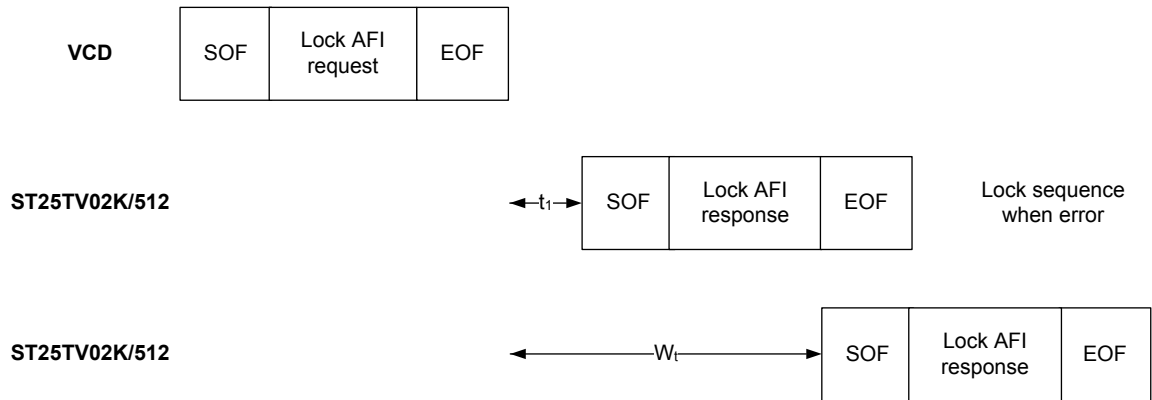 VCD
SOF
Lock AFI
request
EOF
ST25TV02K/512
t1
SOF
Lock AFI
response
EOF
Lock sequence
when error
ST25TV02K/512
Wt
SOF
Lock AFI
response
EOF